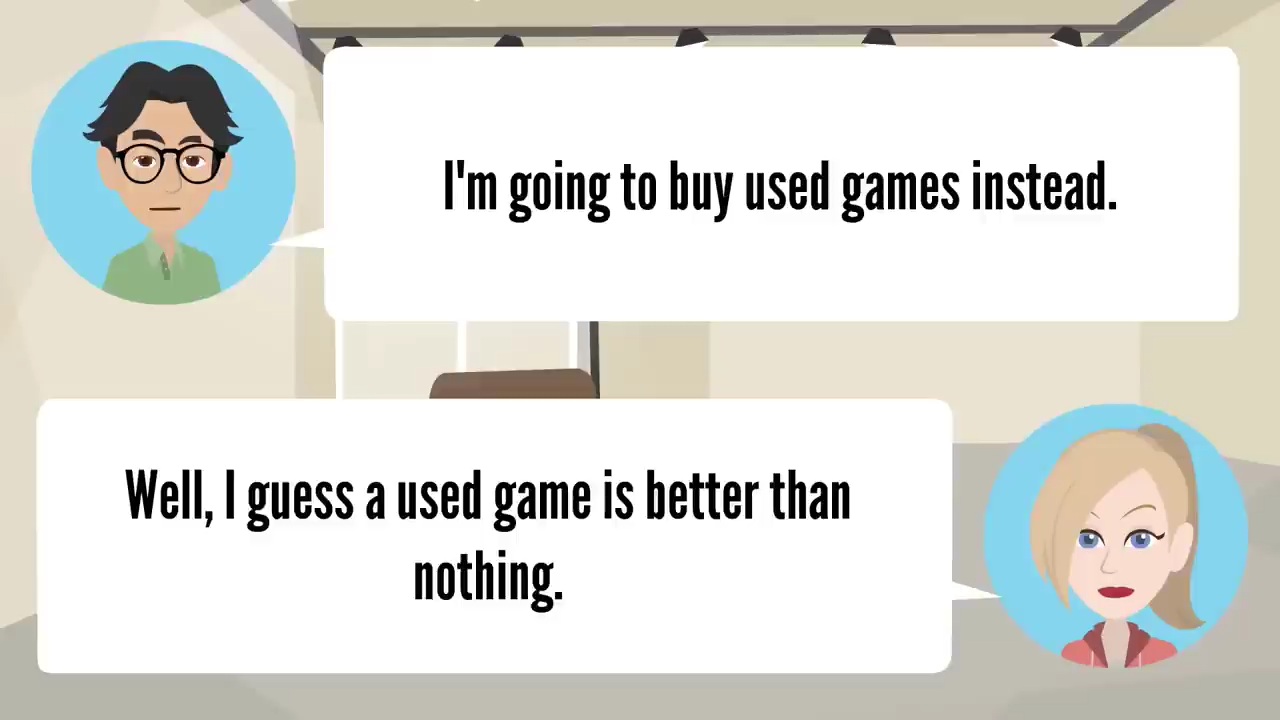 I'm going to buy used games instead.
Well, I guess a used game is better than
nothing.